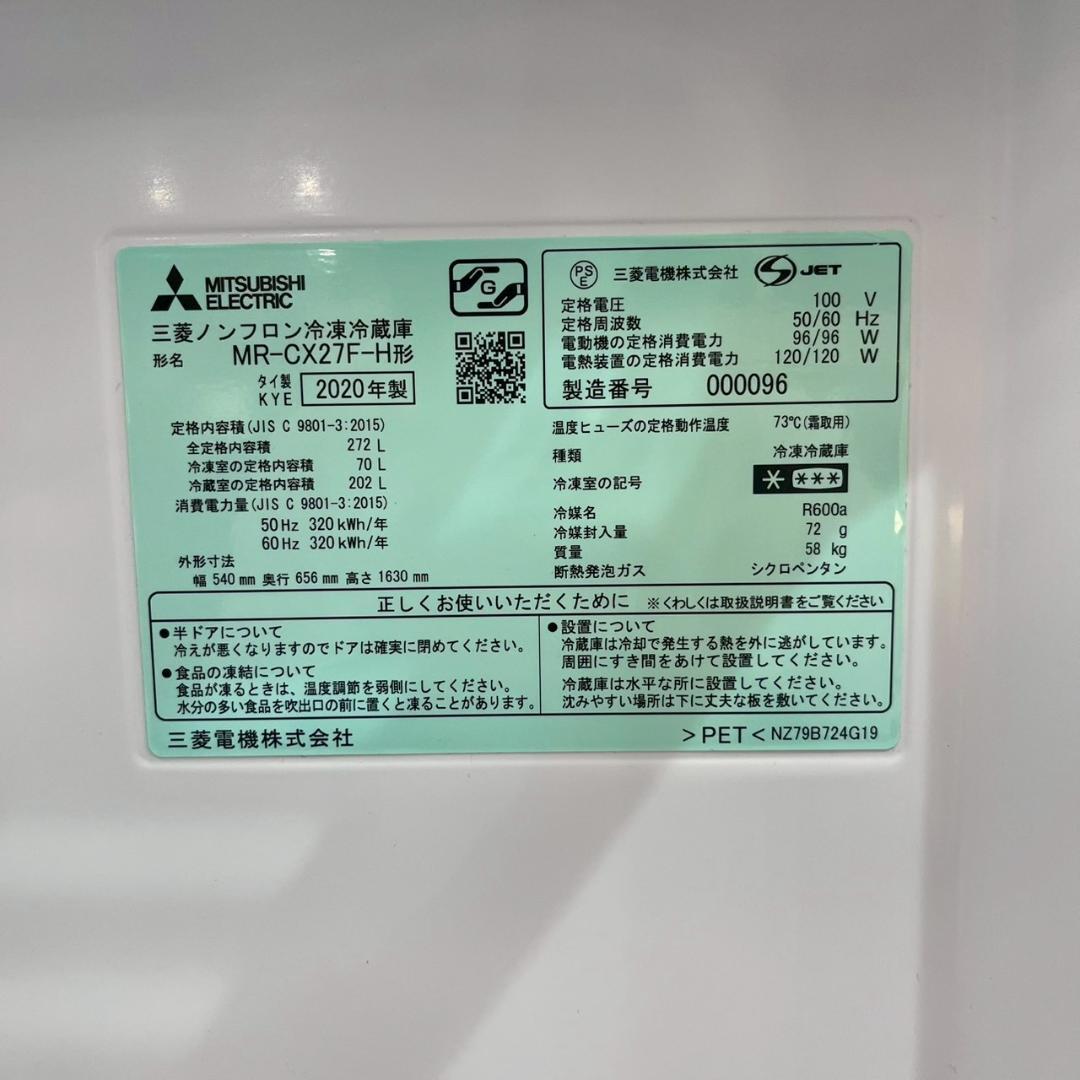 MITSUBISHI
ELECTRIC
G
三菱ノンフロン冷凍冷蔵庫
形名 MR-CX27F-H形
タイ製
KYE 2020年製
PS
E 三菱電機株式会社 S JET
定格電圧 100 V
定格周波数 50/60 Hz
電動機の定格消費電力 96/96 W
電熱装置の定格消費電力 120/120 W
製造番号 000096
定格内容積(JIS C 9801-3:2015)
全定格内容積 272 L
冷凍室の定格内容積 70 L
冷蔵室の定格内容積 202 L
消費電力量(JIS C 9801-3:2015)
50Hz 320kWh/年
60Hz 320kWh/年
外形寸法
幅 540mm 奥行 656mm 高さ 1630mm
温度ヒューズの定格動作温度 73℃(霜取用)
種類 冷凍冷蔵庫
冷凍室の記号 * ***
冷媒名 R600a
冷媒封入量 72 g
質量 58 kg
断熱発泡ガス シクロペンタン
正しくお使いいただくために ※くわしくは取扱説明書をご覧ください
●半ドアについて
冷えが悪くなりますのでドアは確実に閉めてください。
●食品の凍結について
食品が凍るときは、温度調節を弱側にしてください。
水分の多い食品を吹出口の前に置くと凍ることがあります。
●設置について
冷蔵庫は冷却で発生する熱を外に逃がしています。
周囲にすき間をあけて設置してください。
冷蔵庫は水平な所に設置してください。
沈みやすい場所は下に丈夫な板を敷いてください。
三菱電機株式会社 >PET< NZ79B724G19